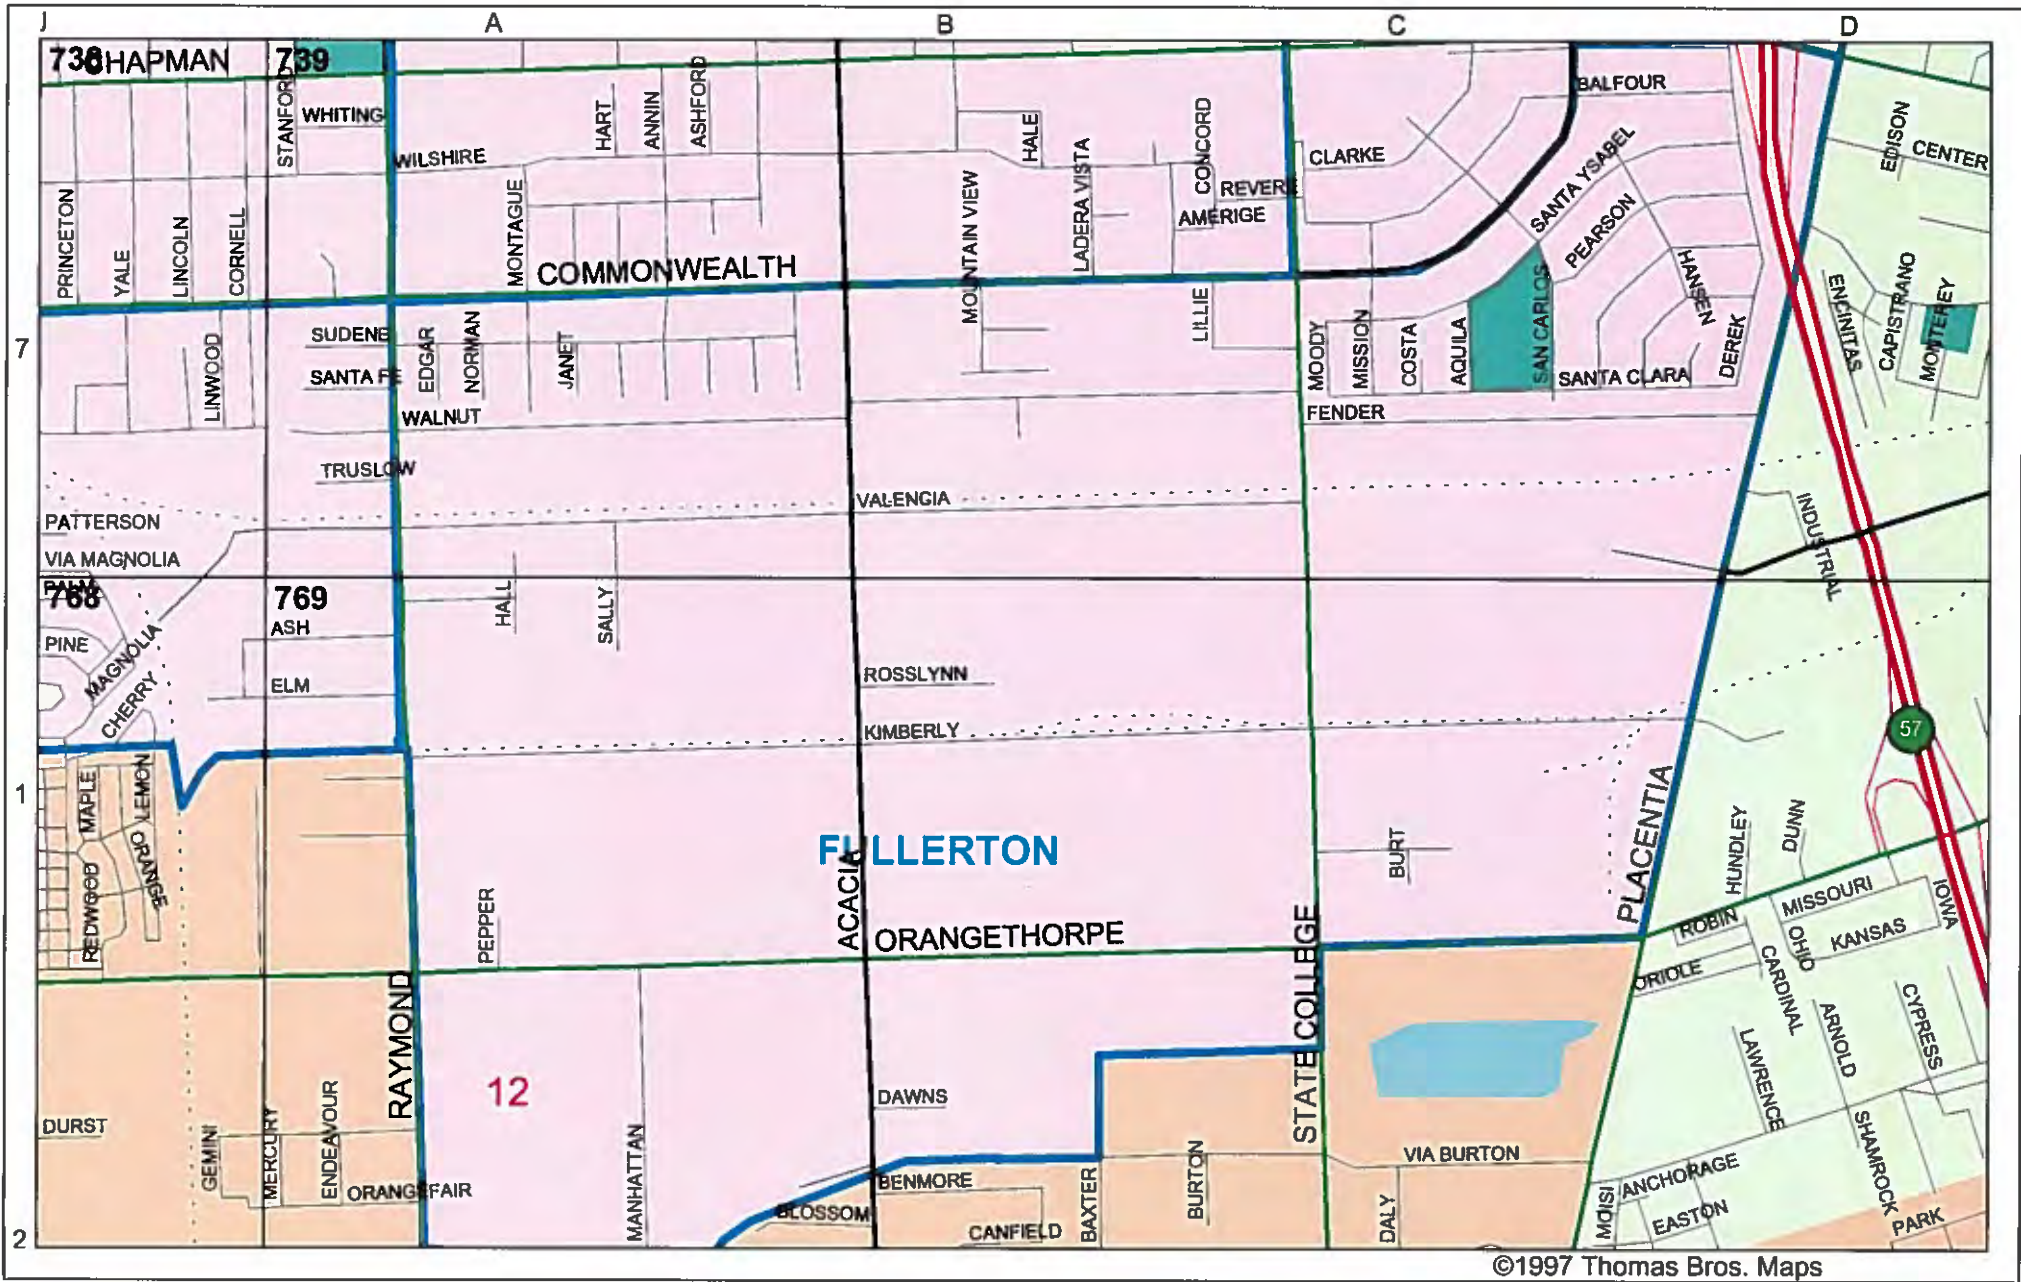 J
A
B
C
D
738
CHAPMAN
739
STANFORD
WHITING
HART
ANNIN
ASHFORD
HALE
CONCORD
BALFOUR
EDISON
CENTER
WILSHIRE
CLARKE
SANTA YSABEL
PRINCETON
YALE
LINCOLN
CORNELL
MONTAGUE
MOUNTAIN VIEW
LADERA VISTA
REVERE
AMERIGE
PEARSON
COMMONWEALTH
HANSEN
ENCINITAS
CAPISTRANO
MONTEREY
7
LINWOOD
SUDENE
SANTA FE
EDGAR
NORMAN
JANET
LILLIE
MOODY
MISSION
COSTA
AQUILA
SAN CARLOS
SANTA CLARA
DEREK
WALNUT
FENDER
TRUSLOW
VALENCIA
PATTERSON
VIA MAGNOLIA
INDUSTRIAL
PALM
768
769
ASH
HALL
SALLY
PINE
MAGNOLIA
CHERRY
ELM
ROSSLYNN
KIMBERLY
57
1
MAPLE
LEMON
ORANGE
REDWOOD
FULLERTON
ACACIA
BURT
PLACENTIA
HUNDLEY
DUNN
PEPPER
ORANGETHORPE
STATE COLLEGE
MISSOURI
IOWA
ROBIN
OHIO
KANSAS
ORIOLE
CARDINAL
RAYMOND
ARNOLD
CYPRESS
LAWRENCE
12
DAWNS
DURST
GEMINI
MERCURY
ENDEAVOUR
ORANGEFAIR
MANHATTAN
BENMORE
BLOSSOM
CANFIELD
BAXTER
BURTON
VIA BURTON
DALY
MOISI
ANCHORAGE
EASTON
SHAMROCK
PARK
2
©1997 Thomas Bros. Maps